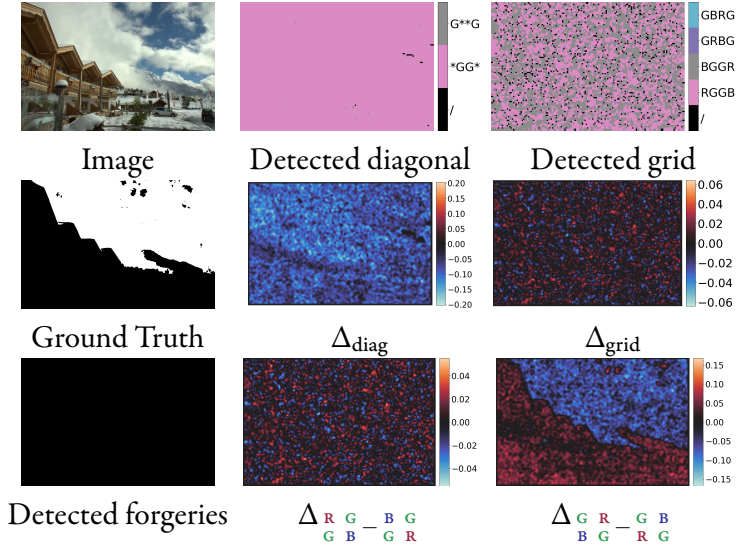 G**G
*GG*
/
GBRG
GRBG
BGGR
RGGB
/
Image
Detected diagonal
Detected grid
0.20
0.15
0.10
0.05
0.00
−0.05
−0.10
−0.15
−0.20
0.06
0.04
0.02
0.00
−0.02
−0.04
−0.06
Ground Truth
Δdiag
Δgrid
0.04
0.02
0.00
−0.02
−0.04
0.15
0.10
0.05
0.00
−0.05
−0.10
−0.15
Detected forgeries
Δ R G − B G
G B G R
Δ G R − G B
B G R G